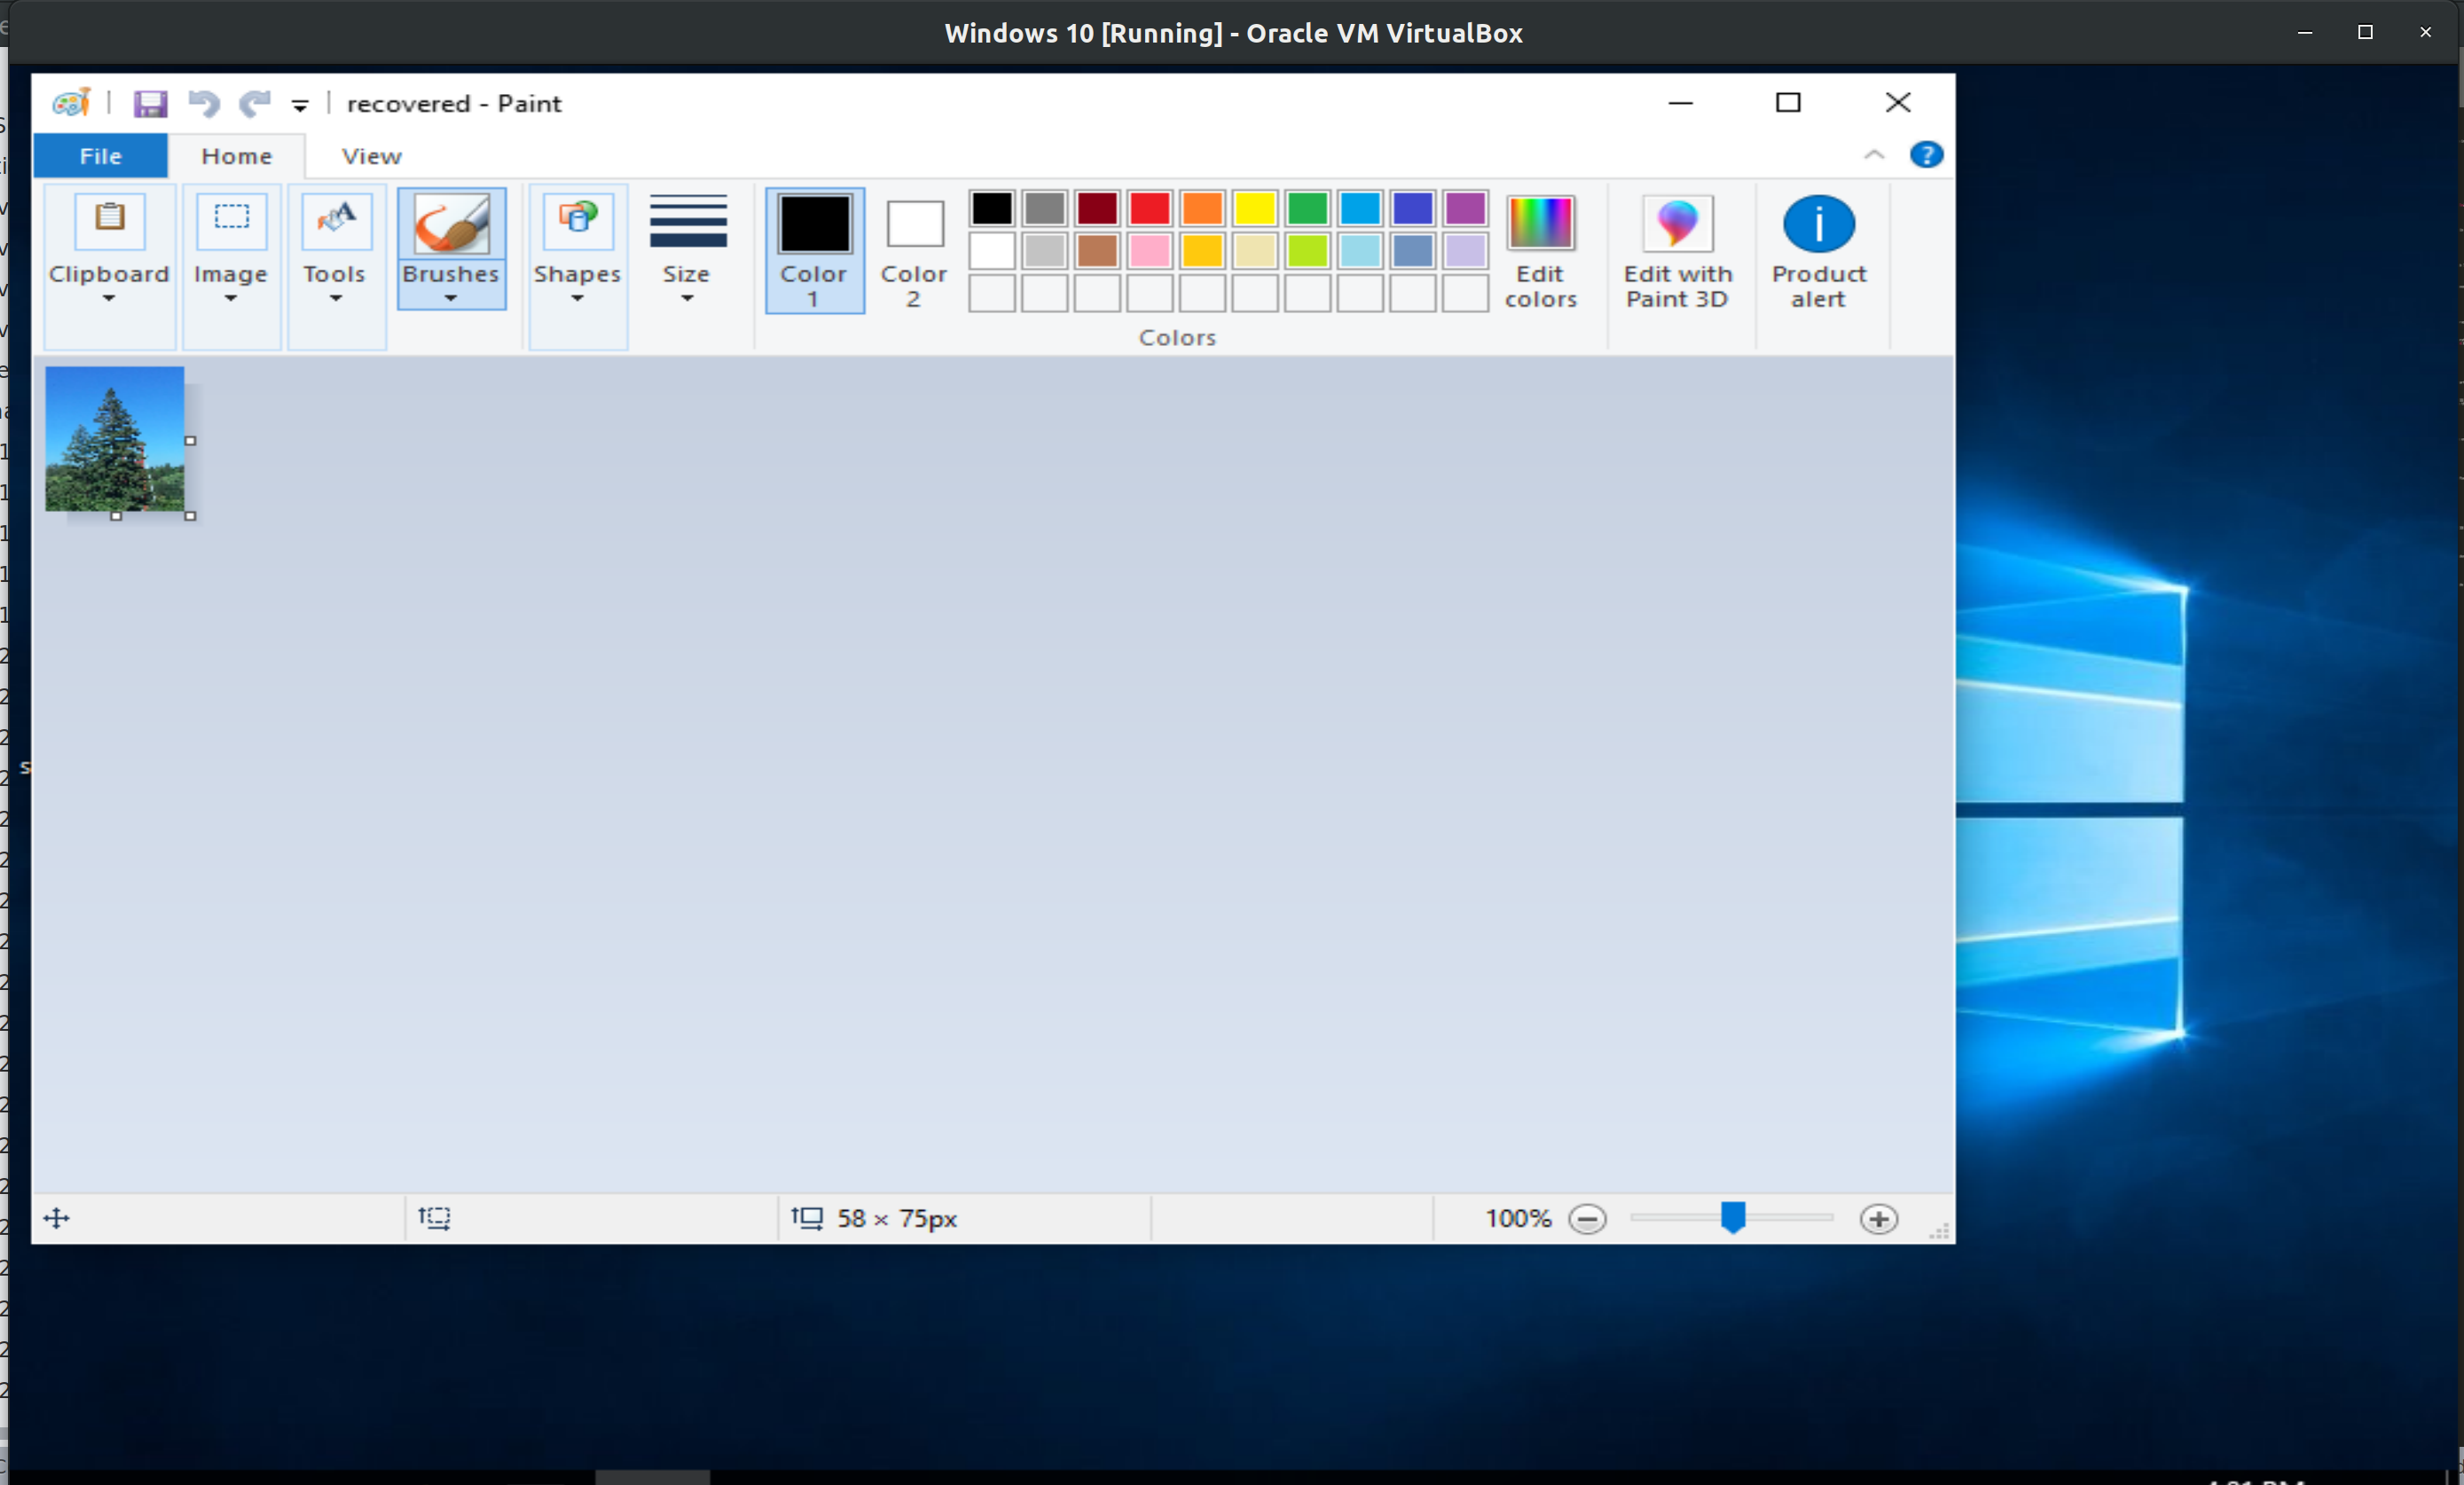 Windows 10 [Running] - Oracle VM VirtualBox
recovered - Paint
File Home View
Clipboard Image Tools Brushes Shapes Size Color 1 Color 2 Edit colors Edit with Paint 3D Product alert
Colors
58 × 75px 100%